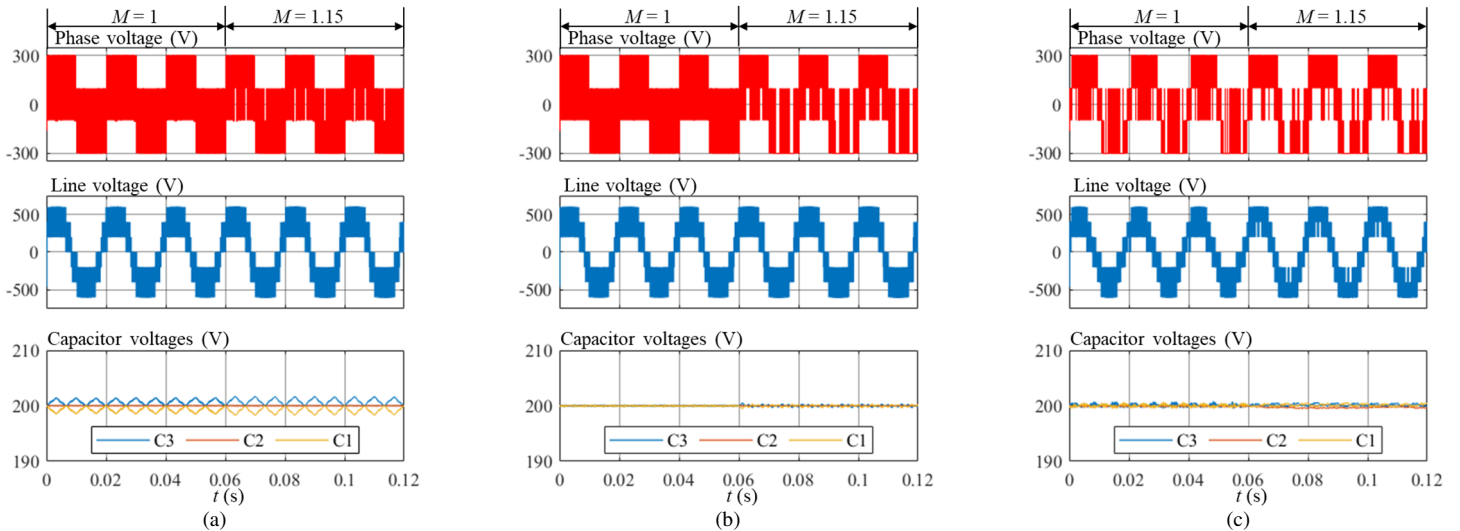 M = 1 M = 1.15
Phase voltage (V)
300
0
-300
Line voltage (V)
500
0
-500
Capacitor voltages (V)
210
200
C3 C2 C1
190
0 0.02 0.04 0.06 0.08 0.1 0.12
t (s)
(a)
M = 1 M = 1.15
Phase voltage (V)
300
0
-300
Line voltage (V)
500
0
-500
Capacitor voltages (V)
210
200
C3 C2 C1
190
0 0.02 0.04 0.06 0.08 0.1 0.12
t (s)
(b)
M = 1 M = 1.15
Phase voltage (V)
300
0
-300
Line voltage (V)
500
0
-500
Capacitor voltages (V)
210
200
C3 C2 C1
190
0 0.02 0.04 0.06 0.08 0.1 0.12
t (s)
(c)